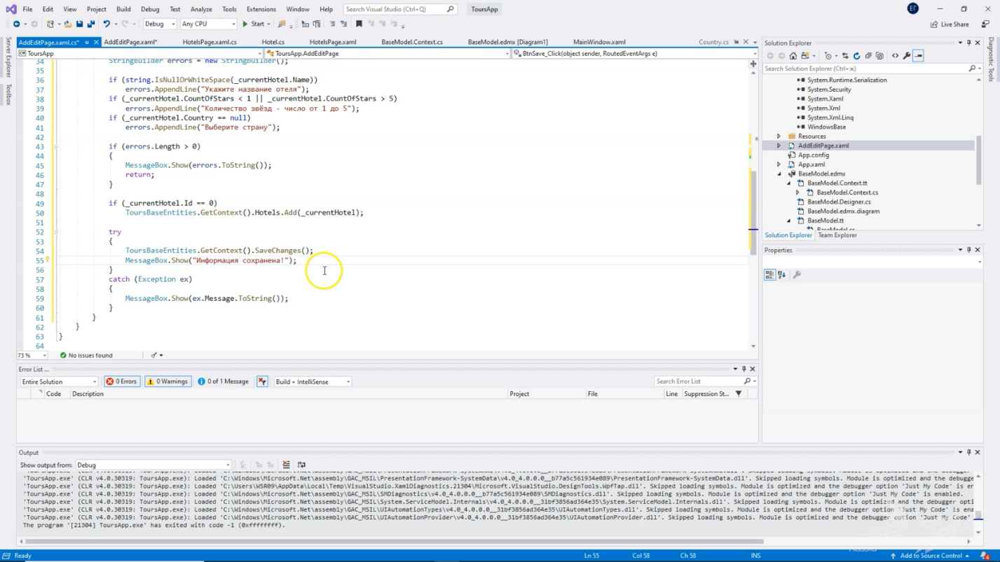 File Edit View Project Build Debug Test Analyze Tools Extensions Window Help Search Visual Studio (Ctrl+Q) ToursApp ЕГ
Debug Any CPU Start Live Share
AddEditPage.xaml.cs* AddEditPage.xaml* HotelsPage.xaml.cs Hotel.cs HotelsPage.xaml BaseModel.Context.cs BaseModel.edmx [Diagram1] MainWindow.xaml Country.cs
ToursApp ToursApp.AddEditPage BtnSave_Click(object sender, RoutedEventArgs e)
Server Explorer
Toolbox
34 StringBuilder errors = new StringBuilder();
35
36 if (string.IsNullOrWhiteSpace(_currentHotel.Name))
37 errors.AppendLine("Укажите название отеля");
38 if (_currentHotel.CountOfStars < 1 || _currentHotel.CountOfStars > 5)
39 errors.AppendLine("Количество звёзд - число от 1 до 5");
40 if (_currentHotel.Country == null)
41 errors.AppendLine("Выберите страну");
42
43 if (errors.Length > 0)
44 {
45 MessageBox.Show(errors.ToString());
46 return;
47 }
48
49 if (_currentHotel.Id == 0)
50 ToursBaseEntities.GetContext().Hotels.Add(_currentHotel);
51
52 try
53 {
54 ToursBaseEntities.GetContext().SaveChanges();
55 MessageBox.Show("Информация сохранена!");
56 }
57 catch (Exception ex)
58 {
59 MessageBox.Show(ex.Message.ToString());
60 }
61 }
62 }
63 }
64
73 % No issues found
Solution Explorer
Search Solution Explorer (Ctrl+ж)
System.Runtime.Serialization
System.Security
System.Xaml
System.Xml
System.Xml.Linq
WindowsBase
Resources
AddEditPage.xaml
App.config
App.xaml
BaseModel.edmx
BaseModel.Context.tt
BaseModel.Context.cs
BaseModel.Designer.cs
BaseModel.edmx.diagram
BaseModel.tt
BaseModel.cs
Solution Explorer Team Explorer
Properties
Diagnostic Tools
Error List ...
Entire Solution 0 Errors 0 Warnings 0 of 1 Message Build + IntelliSense Search Error List
Code Description Project File Line Suppression St...
Output
Show output from: Debug
'ToursApp.exe' (CLR v4.0.30319: ToursApp.exe): Loaded 'C:\Windows\Microsoft.Net\assembly\GAC_MSIL\PresentationFramework-SystemData\v4.0_4.0.0.0__b77a5c561934e089\PresentationFramework-SystemData.dll'. Skipped loading symbols. Module is optimized and the debugge
'ToursApp.exe' (CLR v4.0.30319: ToursApp.exe): Loaded 'C:\Users\WSR09\AppData\Local\Temp\VisualStudio.XamlDiagnostics.21304\Microsoft.VisualStudio.DesignTools.WpfTap.dll'. Skipped loading symbols. Module is optimized and the debugger option 'Just My Code' is en
'ToursApp.exe' (CLR v4.0.30319: ToursApp.exe): Loaded 'C:\Windows\Microsoft.Net\assembly\GAC_MSIL\SMDiagnostics\v4.0_4.0.0.0__b77a5c561934e089\SMDiagnostics.dll'. Skipped loading symbols. Module is optimized and the debugger option 'Just My Code' is enabled.
'ToursApp.exe' (CLR v4.0.30319: ToursApp.exe): Loaded 'C:\Windows\Microsoft.Net\assembly\GAC_MSIL\System.ServiceModel.Internals\v4.0_4.0.0.0__31bf3856ad364e35\System.ServiceModel.Internals.dll'. Skipped loading symbols. Module is optimized and the debugger opti
'ToursApp.exe' (CLR v4.0.30319: ToursApp.exe): Loaded 'C:\Windows\Microsoft.Net\assembly\GAC_MSIL\UIAutomationTypes\v4.0_4.0.0.0__31bf3856ad364e35\UIAutomationTypes.dll'. Skipped loading symbols. Module is optimized and the debugger option 'Just My Code'
'ToursApp.exe' (CLR v4.0.30319: ToursApp.exe): Loaded 'C:\Windows\Microsoft.Net\assembly\GAC_MSIL\UIAutomationProvider\v4.0_4.0.0.0__31bf3856ad364e35\UIAutomationProvider.dll'. Skipped loading symbols. Module is optimized and the debugger option 'Just My Code'
The program '[21304] ToursApp.exe' has exited with code -1 (0xffffffff).
Ready Ln 55 Col 58 Ch 58 INS Add to Source Control 4